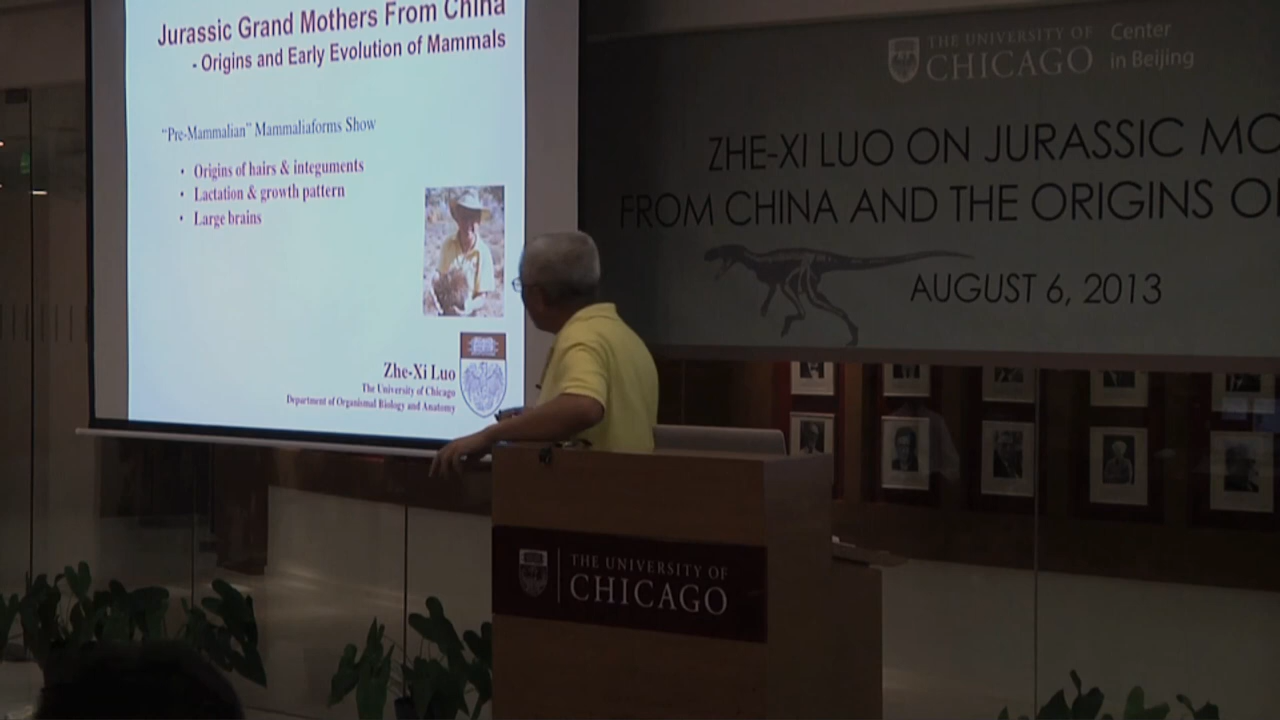 Jurassic Grand Mothers From China
- Origins and Early Evolution of Mammals
"Pre-Mammalian" Mammaliaforms Show
• Origins of hairs & integuments
• Lactation & growth pattern
• Large brains
Zhe-Xi Luo
The University of Chicago
Department of Organismal Biology and Anatomy
THE UNIVERSITY OF
CHICAGO
Center
in Beijing
ZHE-XI LUO ON JURASSIC MO
FROM CHINA AND THE ORIGINS O
AUGUST 6, 2013
THE UNIVERSITY OF
CHICAGO